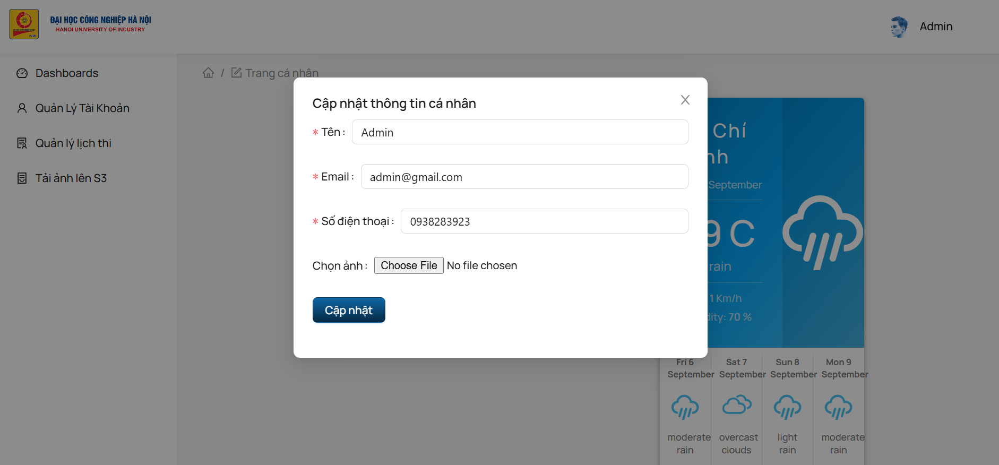 ĐẠI HỌC CÔNG NGHIỆP HÀ NỘI
HANOI UNIVERSITY OF INDUSTRY
Admin
Dashboards
Quản Lý Tài Khoản
Quản lý lịch thi
Tải ảnh lên S3
/ Trang cá nhân
Cập nhật thông tin cá nhân
* Tên :
Admin
* Email :
admin@gmail.com
* Số điện thoại :
0938283923
Chọn ảnh :
Choose File No file chosen
Cập nhật
Chí
nh
September
9 C
rain
1 Km/h
dity: 70 %
Fri 6
September
moderate
rain
Sat 7
September
overcast
clouds
Sun 8
September
light
rain
Mon 9
September
moderate
rain